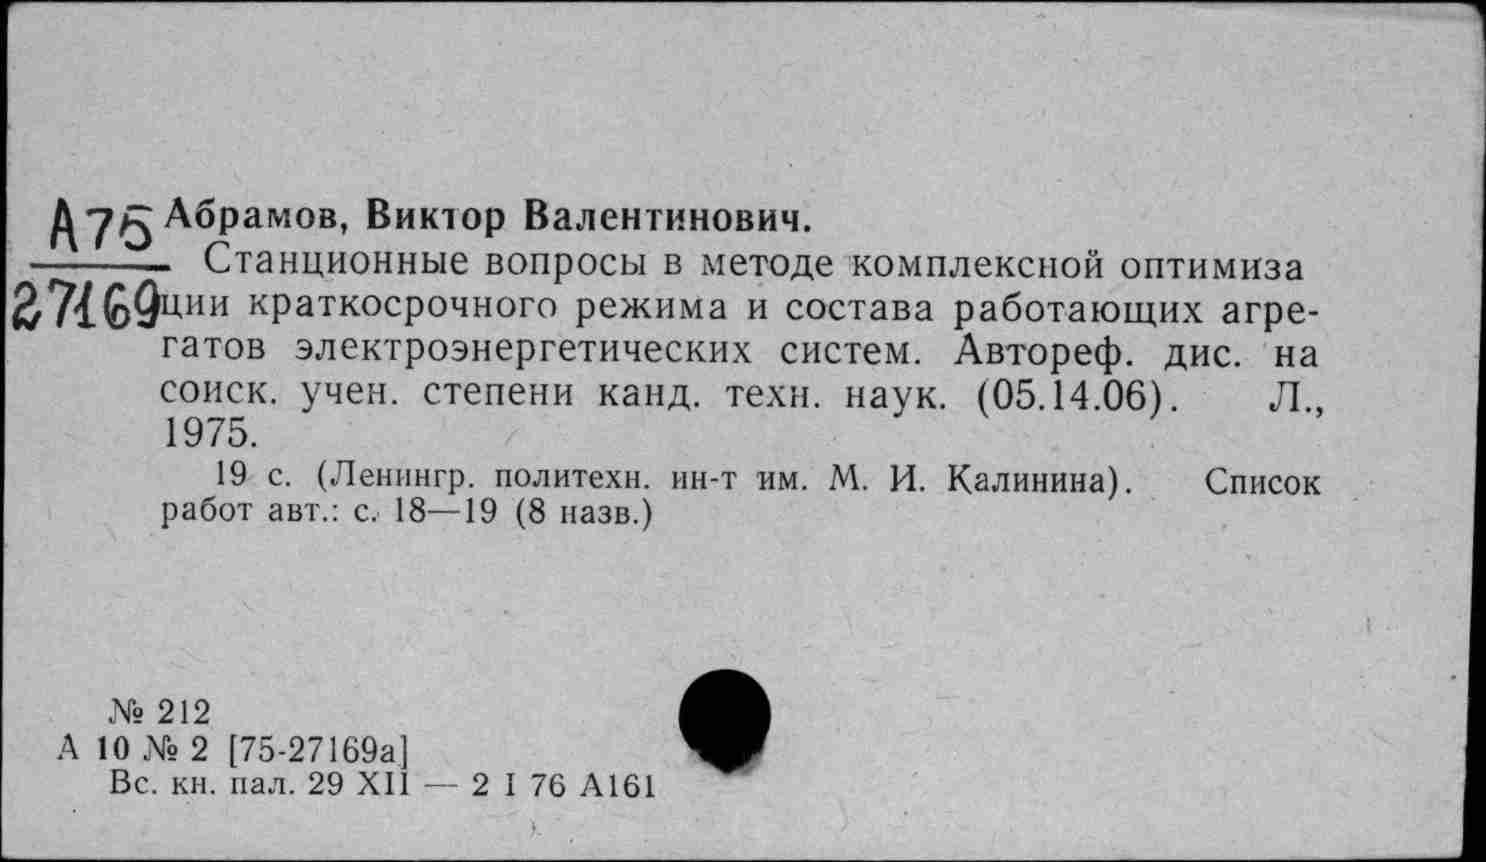 А75 Абрамов, Виктор Валентинович.
Станционные вопросы в методе комплексной оптимиза
27169ции краткосрочного режима и состава работающих агре-
гатов электроэнергетических систем. Автореф. дис. на
соиск. учен. степени канд. техн. наук. (05.14.06). Л.,
1975.
19 с. (Ленингр. политехн. ин-т им. М. И. Калинина). Список
работ авт.: с. 18—19 (8 назв.)
№ 212
А 10 № 2 [75-27169а]
Вс. кн. пал. 29 XII — 2 I 76 А161